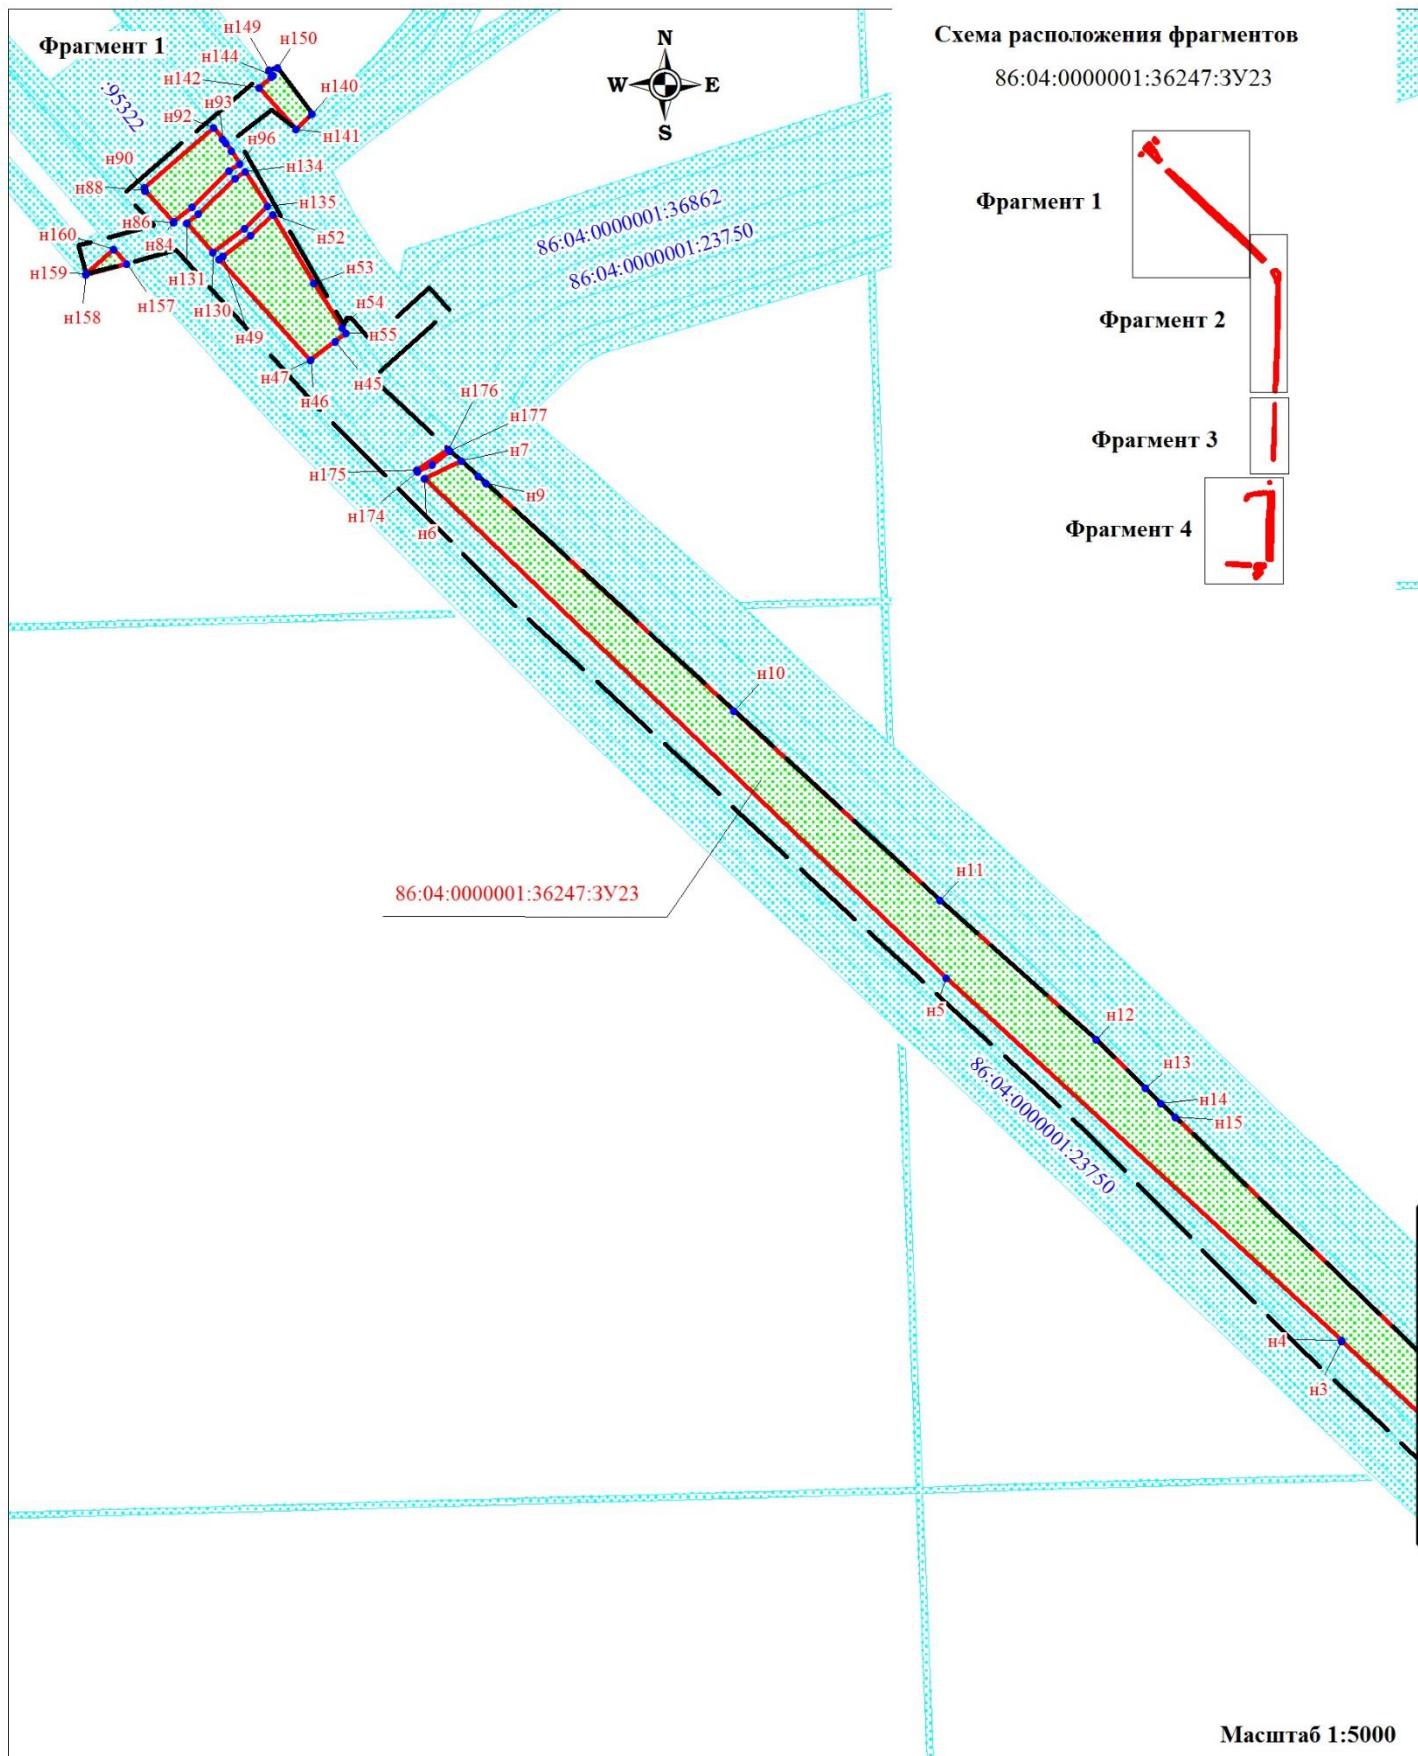 Фрагмент 1
Схема расположения фрагментов
86:04:0000001:36247:ЗУ23
N
W
E
S
Фрагмент 1
Фрагмент 2
Фрагмент 3
Фрагмент 4
н149
н150
н144
н142
н140
:95322
н93
н92
н141
н96
н90
н134
н88
н135
н86
н52
н160
н84
н53
н159
н131
н157
н130
н158
н54
н55
н49
н45
н47
н46
86:04:0000001:36862
86:04:0000001:23750
н176
н177
н7
н175
н9
н174
н6
н10
86:04:0000001:36247:ЗУ23
н11
н5
н12
н13
н14
н15
86:04:0000001:23750
н4
н3
Масштаб 1:5000